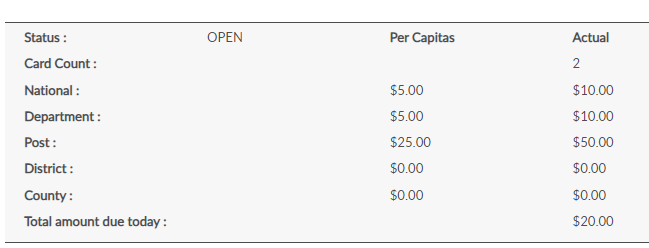 Status : OPEN Per Capitas Actual
Card Count : 2
National : $5.00 $10.00
Department : $5.00 $10.00
Post : $25.00 $50.00
District : $0.00 $0.00
County : $0.00 $0.00
Total amount due today : $20.00